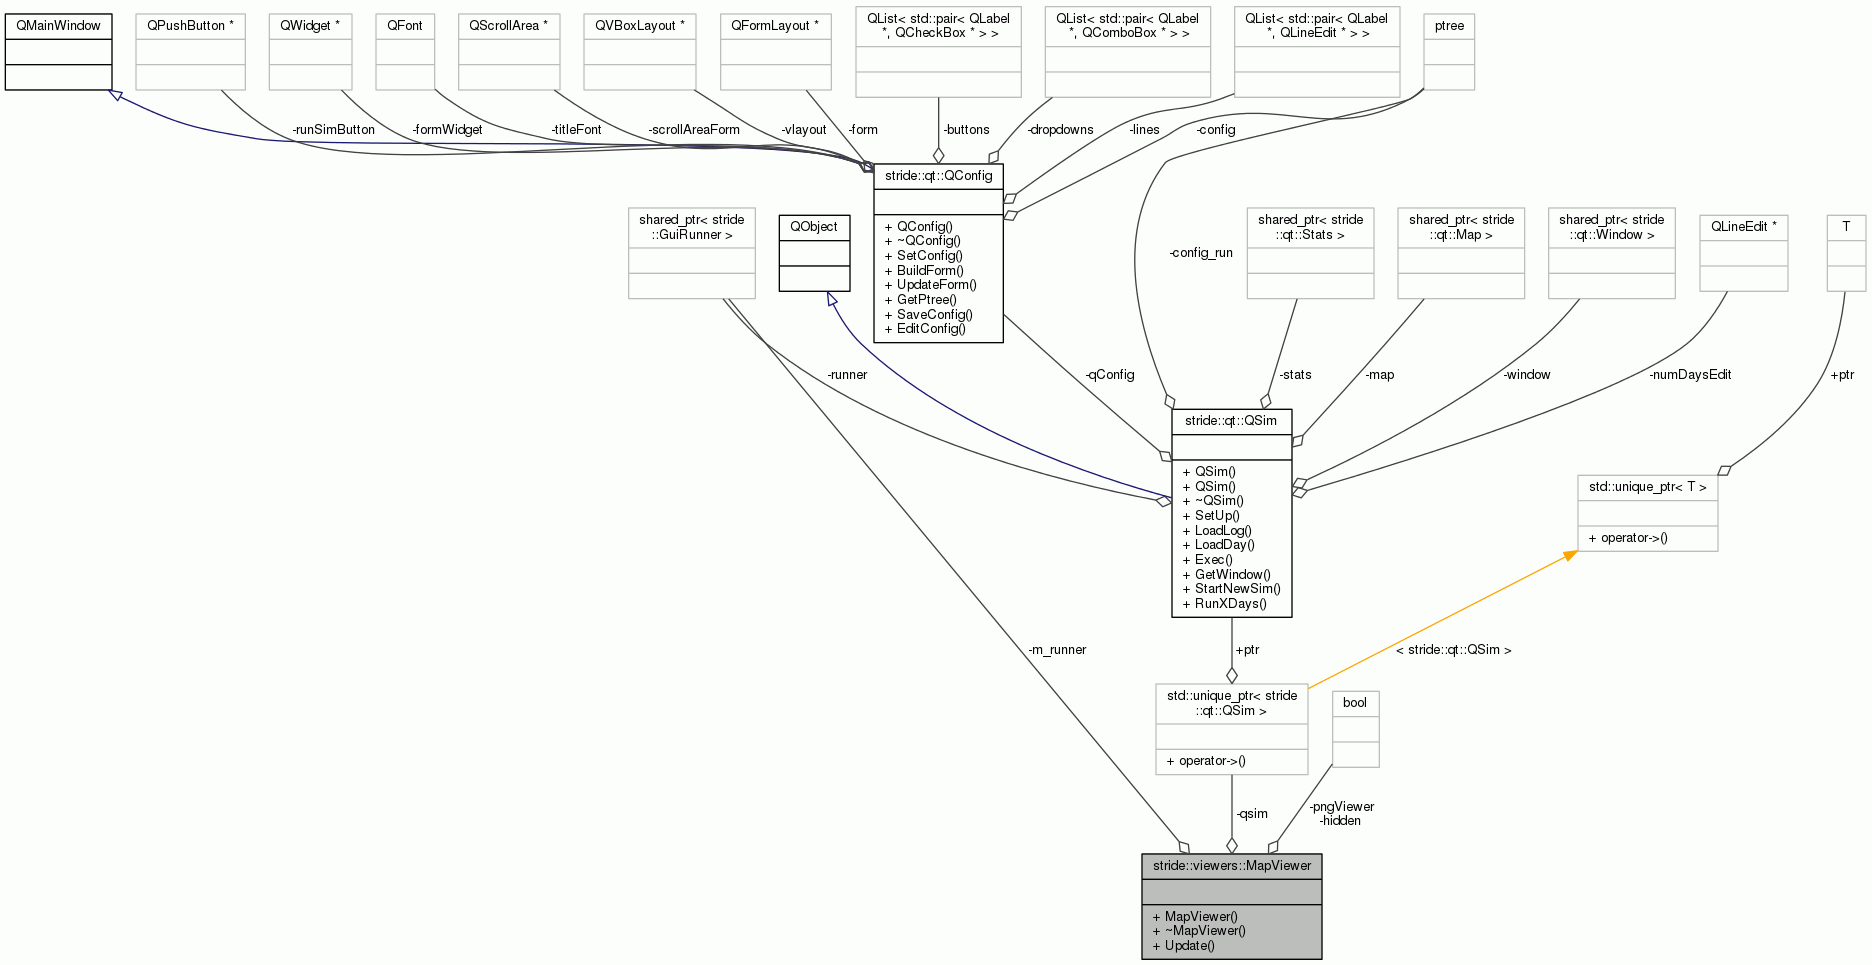 QMainWindow
QPushButton *
QWidget *
QFont
QScrollArea *
QVBoxLayout *
QFormLayout *
QList< std::pair< QLabel
*, QCheckBox * > >
QList< std::pair< QLabel
*, QComboBox * > >
QList< std::pair< QLabel
*, QLineEdit * > >
ptree
-runSimButton
-formWidget
-titleFont
-scrollAreaForm
-vlayout
-form
-buttons
-dropdowns
-lines
-config
stride::qt::QConfig
+ QConfig()
+ ~QConfig()
+ SetConfig()
+ BuildForm()
+ UpdateForm()
+ GetPtree()
+ SaveConfig()
+ EditConfig()
shared_ptr< stride
::GuiRunner >
QObject
-config_run
shared_ptr< stride
::qt::Stats >
shared_ptr< stride
::qt::Map >
shared_ptr< stride
::qt::Window >
QLineEdit *
T
-runner
-qConfig
-stats
-map
-window
-numDaysEdit
+ptr
stride::qt::QSim
+ QSim()
+ QSim()
+ ~QSim()
+ SetUp()
+ LoadLog()
+ LoadDay()
+ Exec()
+ GetWindow()
+ StartNewSim()
+ RunXDays()
std::unique_ptr< T >
+ operator->()
-m_runner
+ptr
< stride::qt::QSim >
std::unique_ptr< stride
::qt::QSim >
+ operator->()
bool
-qsim
-pngViewer
-hidden
stride::viewers::MapViewer
+ MapViewer()
+ ~MapViewer()
+ Update()